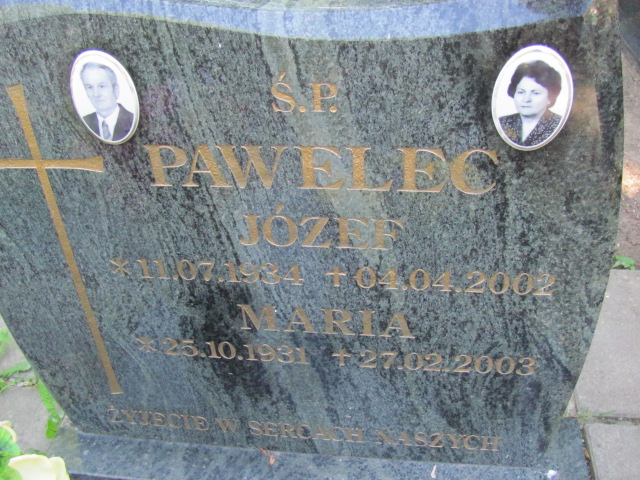 Ś.P.
PAWELEC
JÓZEF
* 11.07.1934 † 04.04.2002
MARIA
* 25.10.1931 † 27.02.2003
ŻYJECIE W SERCACH NASZYCH